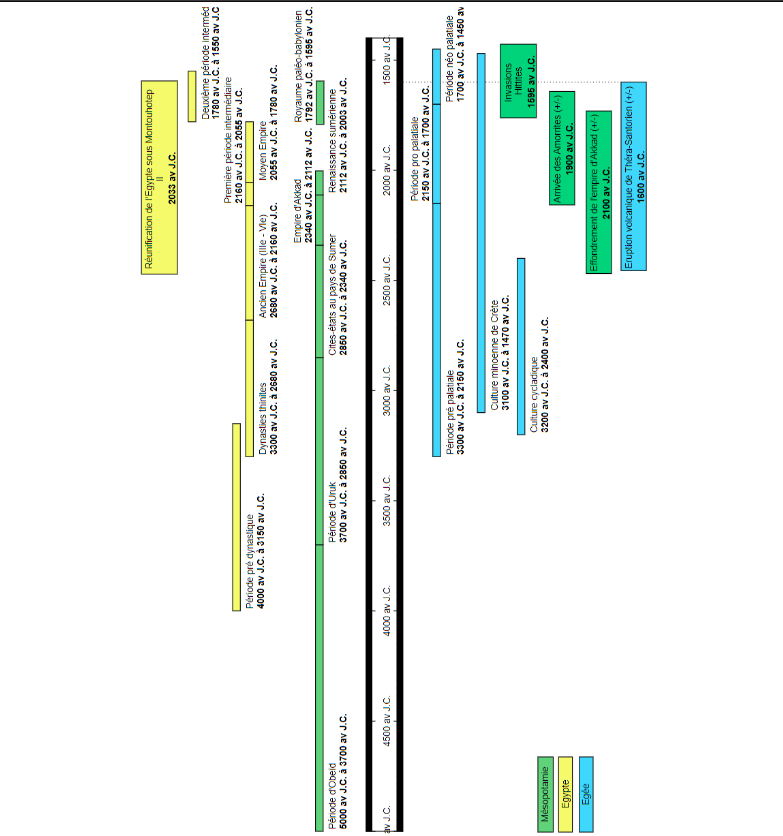 Réunification de l'Egypte sous Montouhotep
II
2033 av J.C.
Deuxième période interméd
1780 av J.C. à 1550 av J.C
Première période intermédiaire
2160 av J.C. à 2055 av J.C.
Moyen Empire
2055 av J.C. à 1780 av J.C.
Ancien Empire (IIIe - VIe)
2680 av J.C. à 2160 av J.C.
Dynasties thinites
3300 av J.C. à 2680 av J.C.
Période pré dynastique
4000 av J.C. à 3150 av J.C.
Royaume paléo-babylonien
1792 av J.C. à 1595 av J.C.
Empire d'Akkad
2340 av J.C. à 2112 av J.C.
Renaissance sumérienne
2112 av J.C. à 2003 av J.C.
Cités-états au pays de Sumer
2850 av J.C. à 2340 av J.C.
Période d'Uruk
3700 av J.C. à 2850 av J.C.
Période d'Obeïd
5000 av J.C. à 3700 av J.C.
av J.C.
4500 av J.C.
4000 av J.C.
3500 av J.C.
3000 av J.C.
2500 av J.C.
2000 av J.C.
1500 av J.C.
Période pro palatiale
2150 av J.C. à 1700 av J.C.
Période néo palatiale
1700 av J.C. à 1450 av
Période pré palatiale
3300 av J.C. à 2150 av J.C.
Culture minoenne de Crète
3100 av J.C. à 1470 av J.C.
Culture cycladique
3200 av J.C. à 2400 av J.C.
Invasions
Hittites
1595 av J.C.
Arrivée des Amorrites (+/-)
1900 av J.C.
Effondrement de l'empire d'Akkad (+/-)
2100 av J.C.
Eruption volcanique de Théra-Santorien (+/-)
1600 av J.C.
Mésopotamie
Egypte
Egée